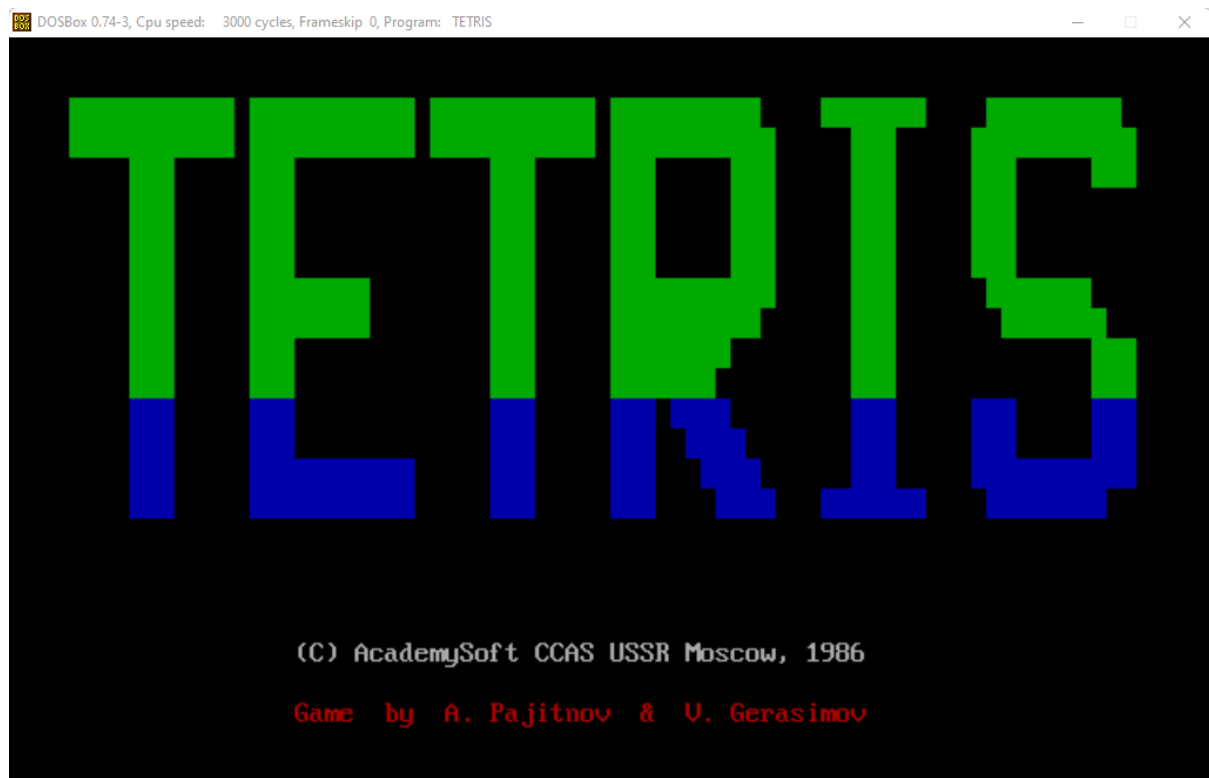 DOSBox 0.74-3, Cpu speed: 3000 cycles, Frameskip 0, Program: TETRIS
TETRIS
(C) AcademySoft CCAS USSR Moscow, 1986
Game by A. Pajitnov & V. Gerasimov